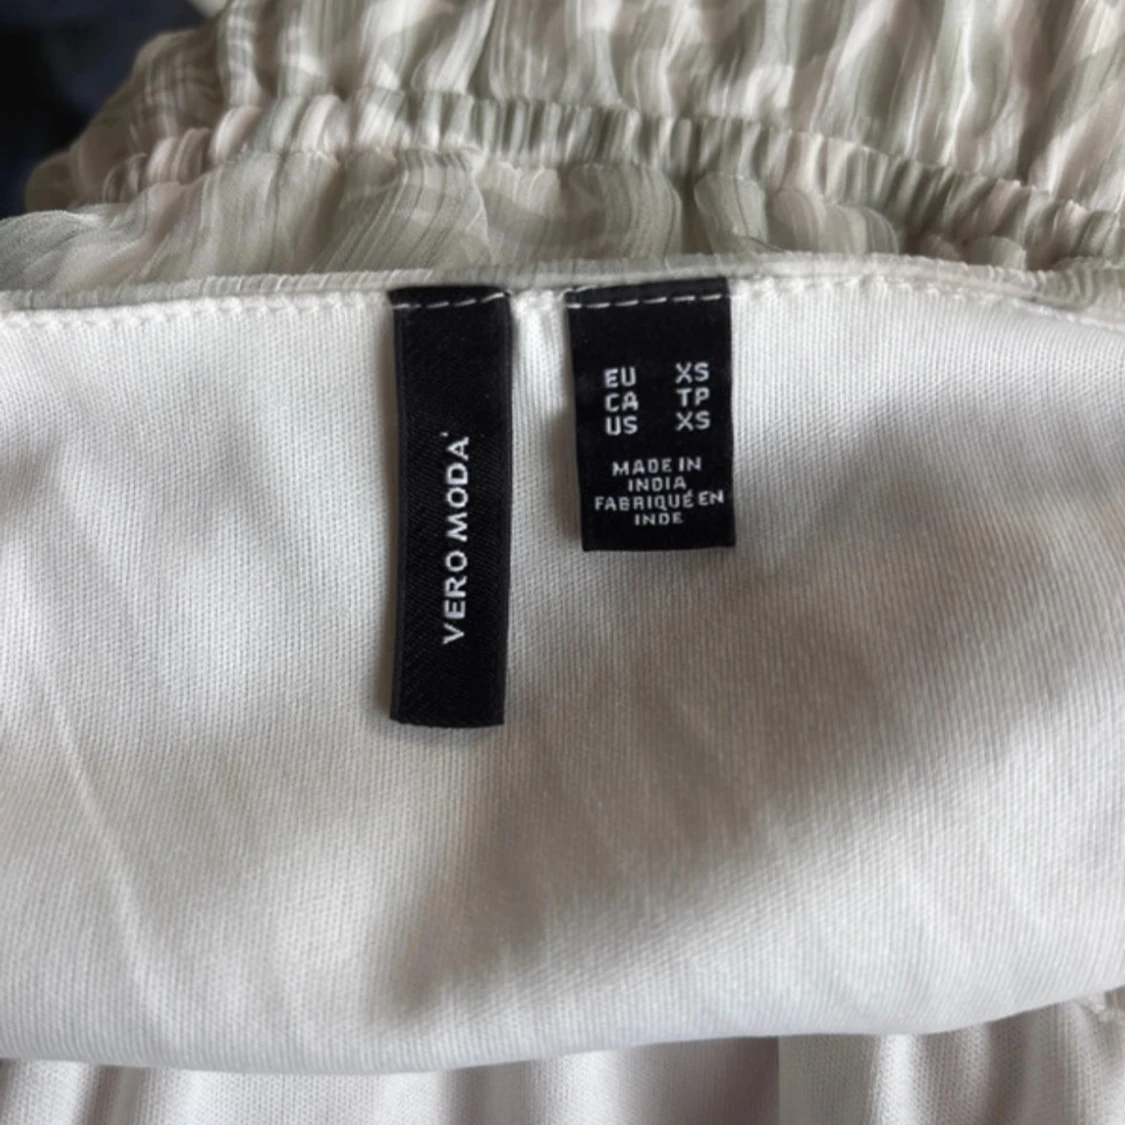 VERO MODA
EU XS
CA TP
US XS
MADE IN
INDIA
FABRIQUÉ EN
INDE